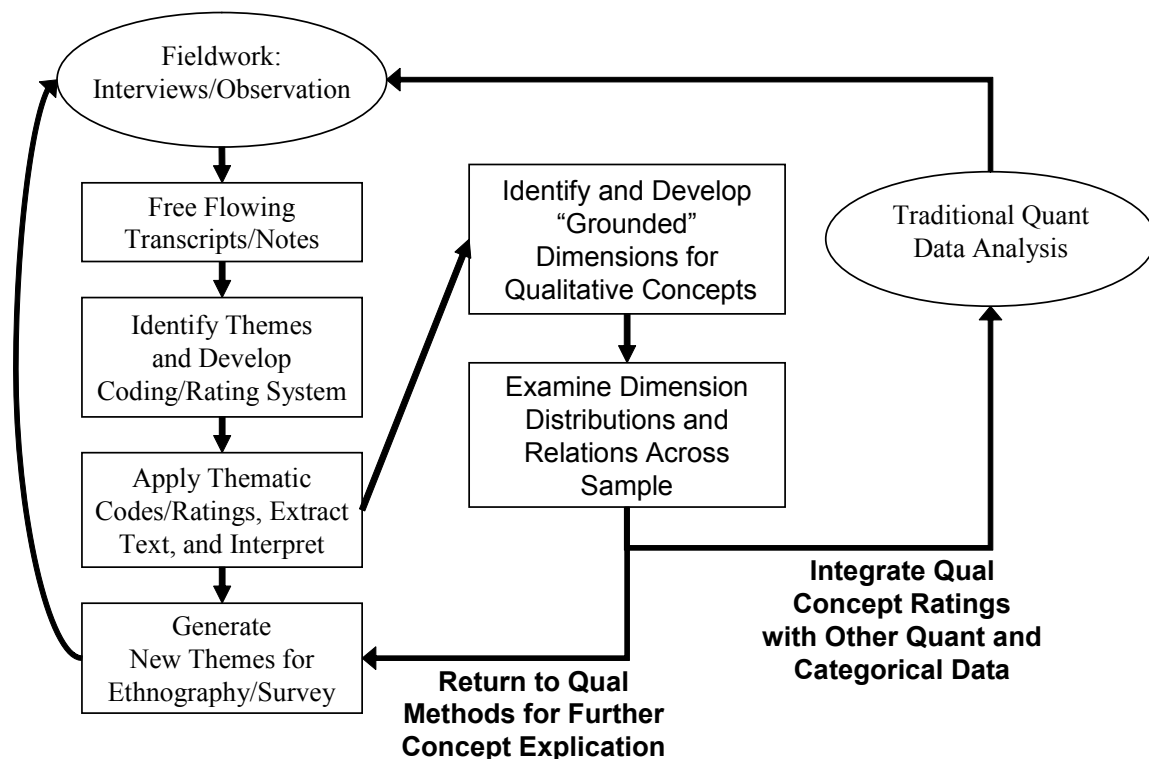 Fieldwork:
Interviews/Observation
Free Flowing
Transcripts/Notes
Identify Themes
and Develop
Coding/Rating System
Apply Thematic
Codes/Ratings, Extract
Text, and Interpret
Generate
New Themes for
Ethnography/Survey
Identify and Develop
“Grounded”
Dimensions for
Qualitative Concepts
Examine Dimension
Distributions and
Relations Across
Sample
Return to Qual
Methods for Further
Concept Explication
Traditional Quant
Data Analysis
Integrate Qual
Concept Ratings
with Other Quant and
Categorical Data